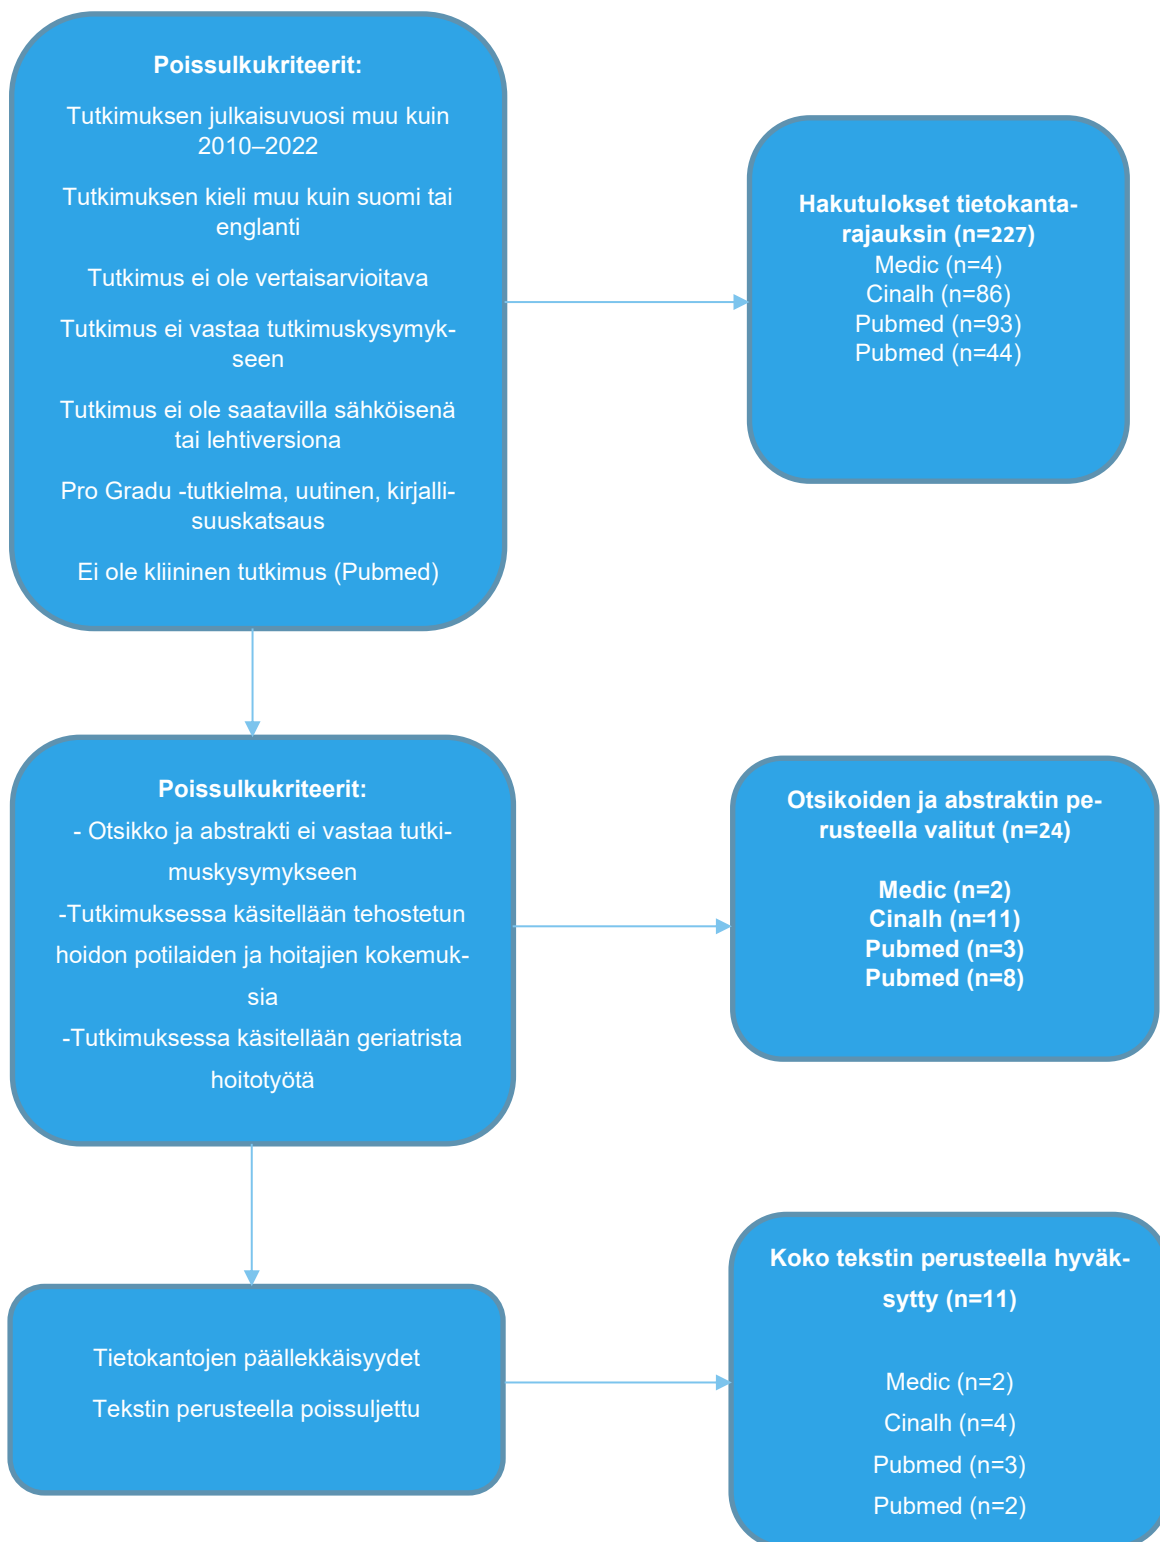 Poissulkukriteerit:
Tutkimuksen julkaisuvuosi muu kuin
2010–2022
Tutkimuksen kieli muu kuin suomi tai
englanti
Tutkimus ei ole vertaisarvioitava
Tutkimus ei vastaa tutkimuskysymyk-
seen
Tutkimus ei ole saatavilla sähköisenä
tai lehtiversiona
Pro Gradu -tutkielma, uutinen, kirjalli-
suuskatsaus
Ei ole kliininen tutkimus (Pubmed)
Hakutulokset tietokanta-
rajauksin (n=227)
Medic (n=4)
Cinalh (n=86)
Pubmed (n=93)
Pubmed (n=44)
Poissulkukriteerit:
- Otsikko ja abstrakti ei vastaa tutki-
muskysymykseen
-Tutkimuksessa käsitellään tehostetun
hoidon potilaiden ja hoitajien kokemuk-
sia
-Tutkimuksessa käsitellään geriatrista
hoitotyötä
Otsikoiden ja abstraktin pe-
rusteella valitut (n=24)
Medic (n=2)
Cinalh (n=11)
Pubmed (n=3)
Pubmed (n=8)
Tietokantojen päällekkäisyydet
Tekstin perusteella poissuljettu
Koko tekstin perusteella hyväk-
sytty (n=11)
Medic (n=2)
Cinalh (n=4)
Pubmed (n=3)
Pubmed (n=2)